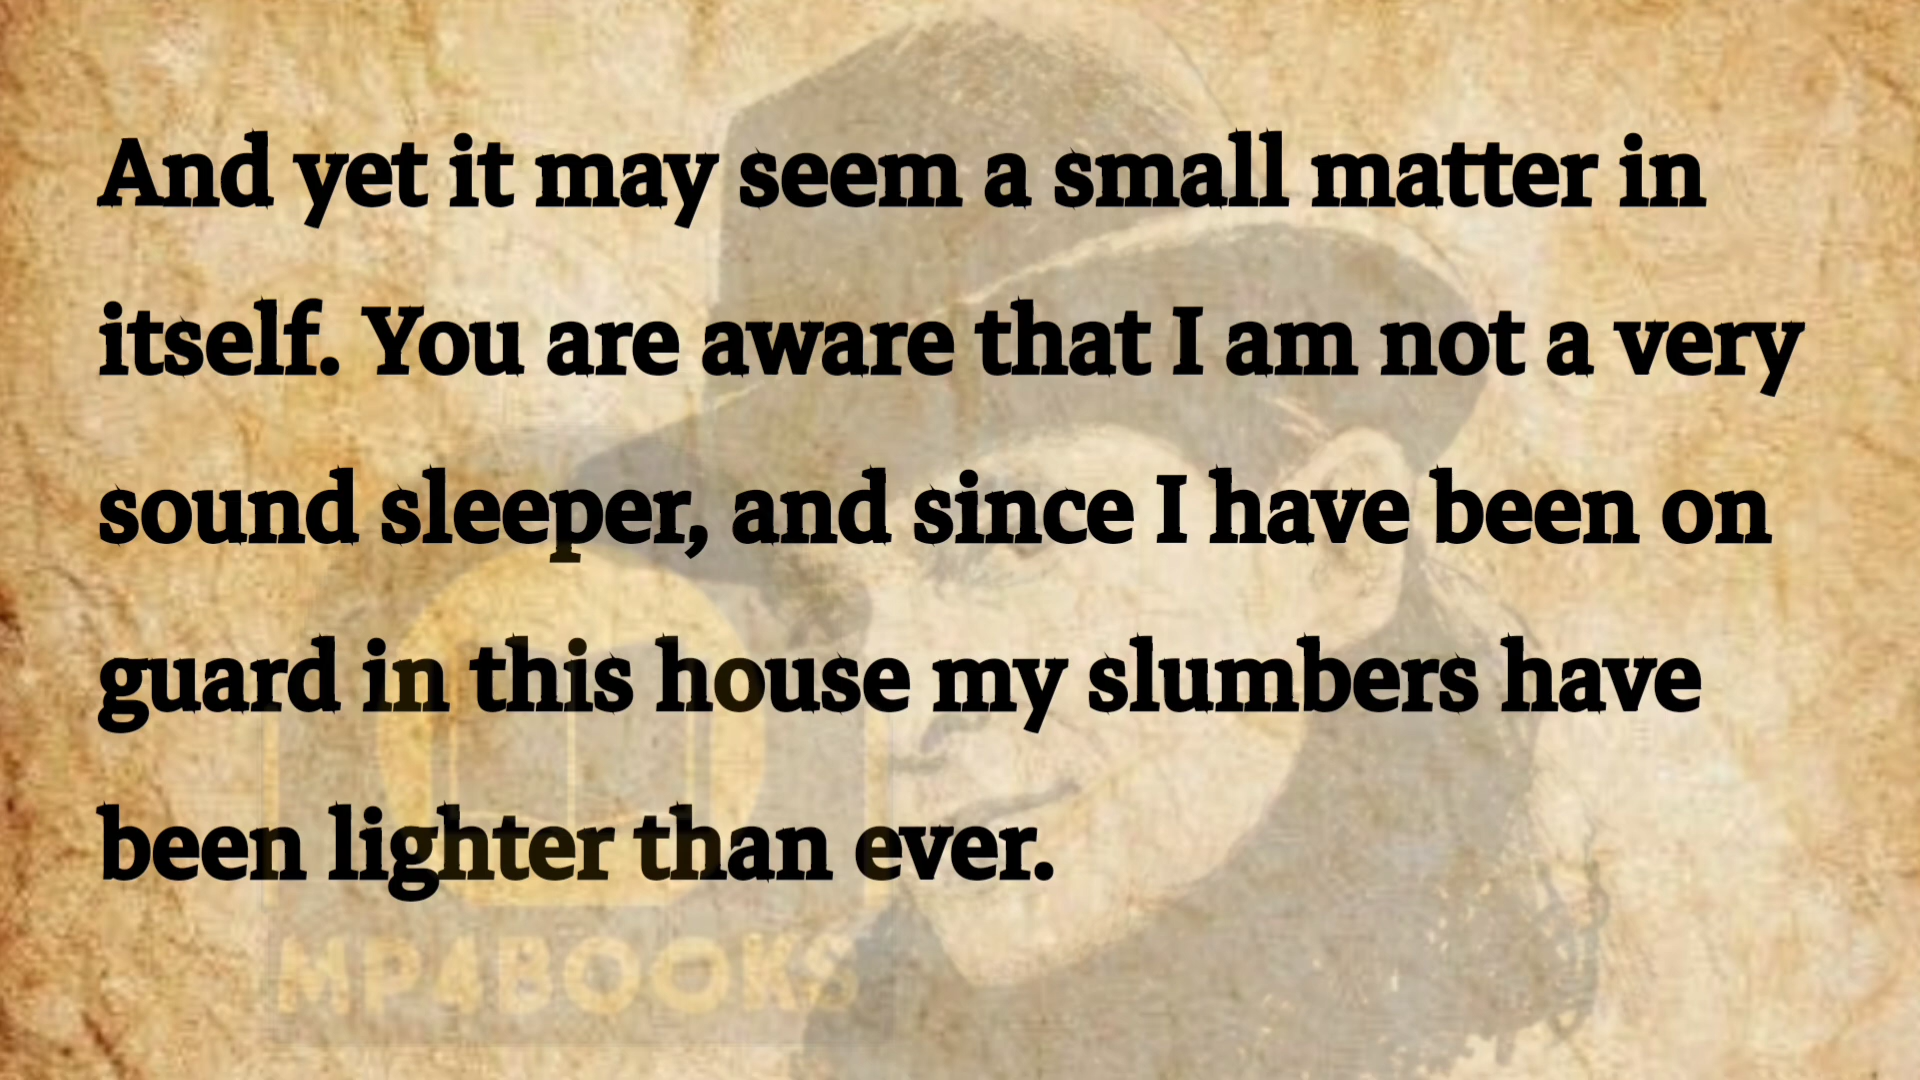 And yet it may seem a small matter in
itself. You are aware that I am not a very
sound sleeper, and since I have been on
guard in this house my slumbers have
been lighter than ever.
MP4BOOKS